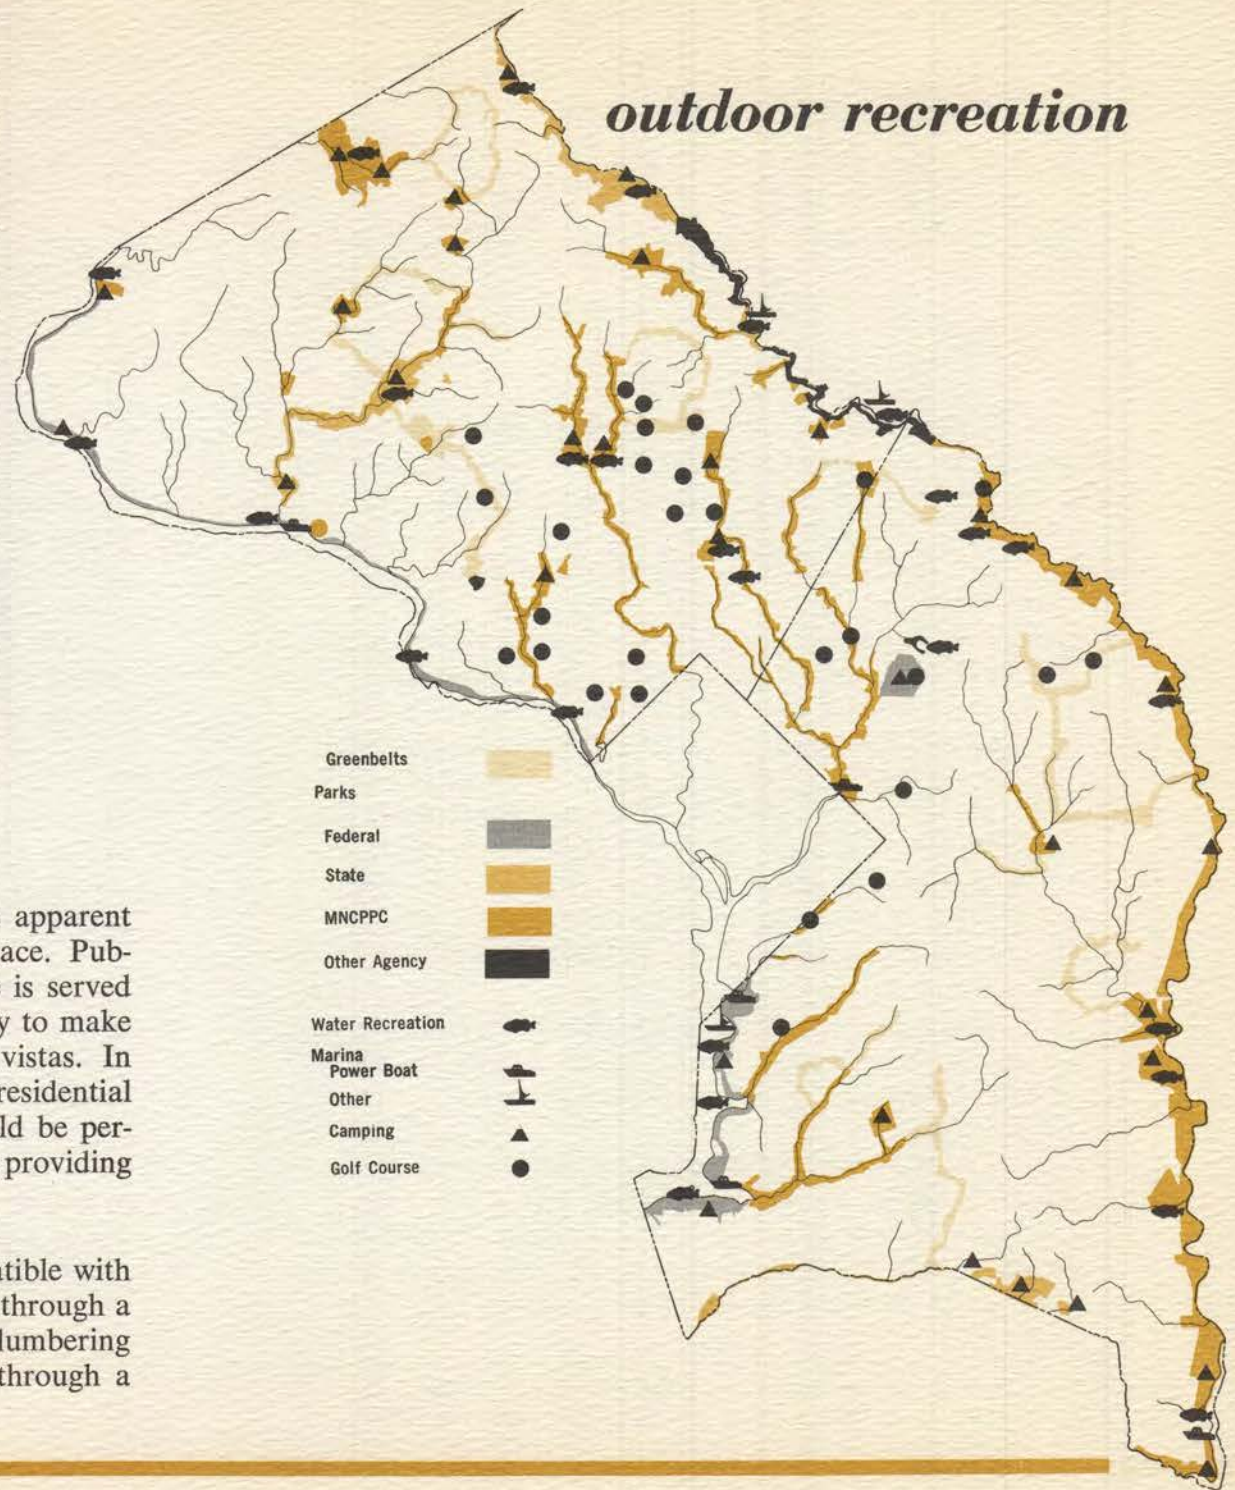 outdoor recreation
Greenbelts
Parks
Federal
State
MNCPPC
Other Agency
Water Recreation
Marina
Power Boat
Other
Camping
Golf Course
apparent
ace. Pub-
is served
y to make
vistas. In
residential
ld be per-
providing
tible with
through a
lumbering
through a